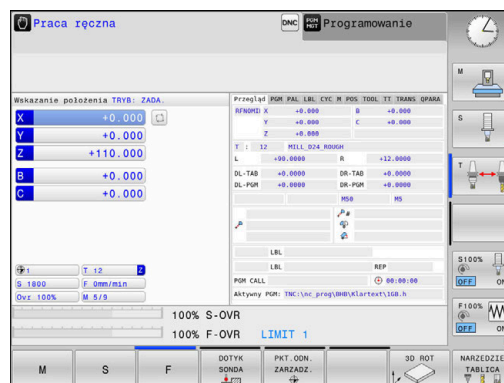 Praca ręczna
DNC
PGM MGT
Programowanie
Wskazanie położenia TRYB: ZADA.
X +0.000
Y +0.000
Z +110.000
B +0.000
C +0.000
1 T 12 Z
S 1800 F 0mm/min
Ovr 100% M 5/9
Przegląd PGM PAL LBL CYC M POS TOOL TT TRANS QPARA
RFNOMI X +0.000 B +0.000
Y +0.000 C +0.000
Z +0.000
T : 12 MILL_D24_ROUGH
L +90.0000 R +12.0000
DL-TAB +0.0000 DR-TAB +0.0000
DL-PGM +0.0000 DR-PGM +0.0000
M50 M5
P
LBL
LBL REP
PGM CALL 00:00:00
Aktywny PGM: TNC:\nc_prog\BHB\Klartext\1GB.h
100% S-OVR
100% F-OVR LIMIT 1
M
S
T
S100%
OFF ON
F100%
OFF ON
M
S
F
DOTYK SONDA
PKT.ODN. ZARZADZ.
3D ROT
NARZEDZIE TABLICA